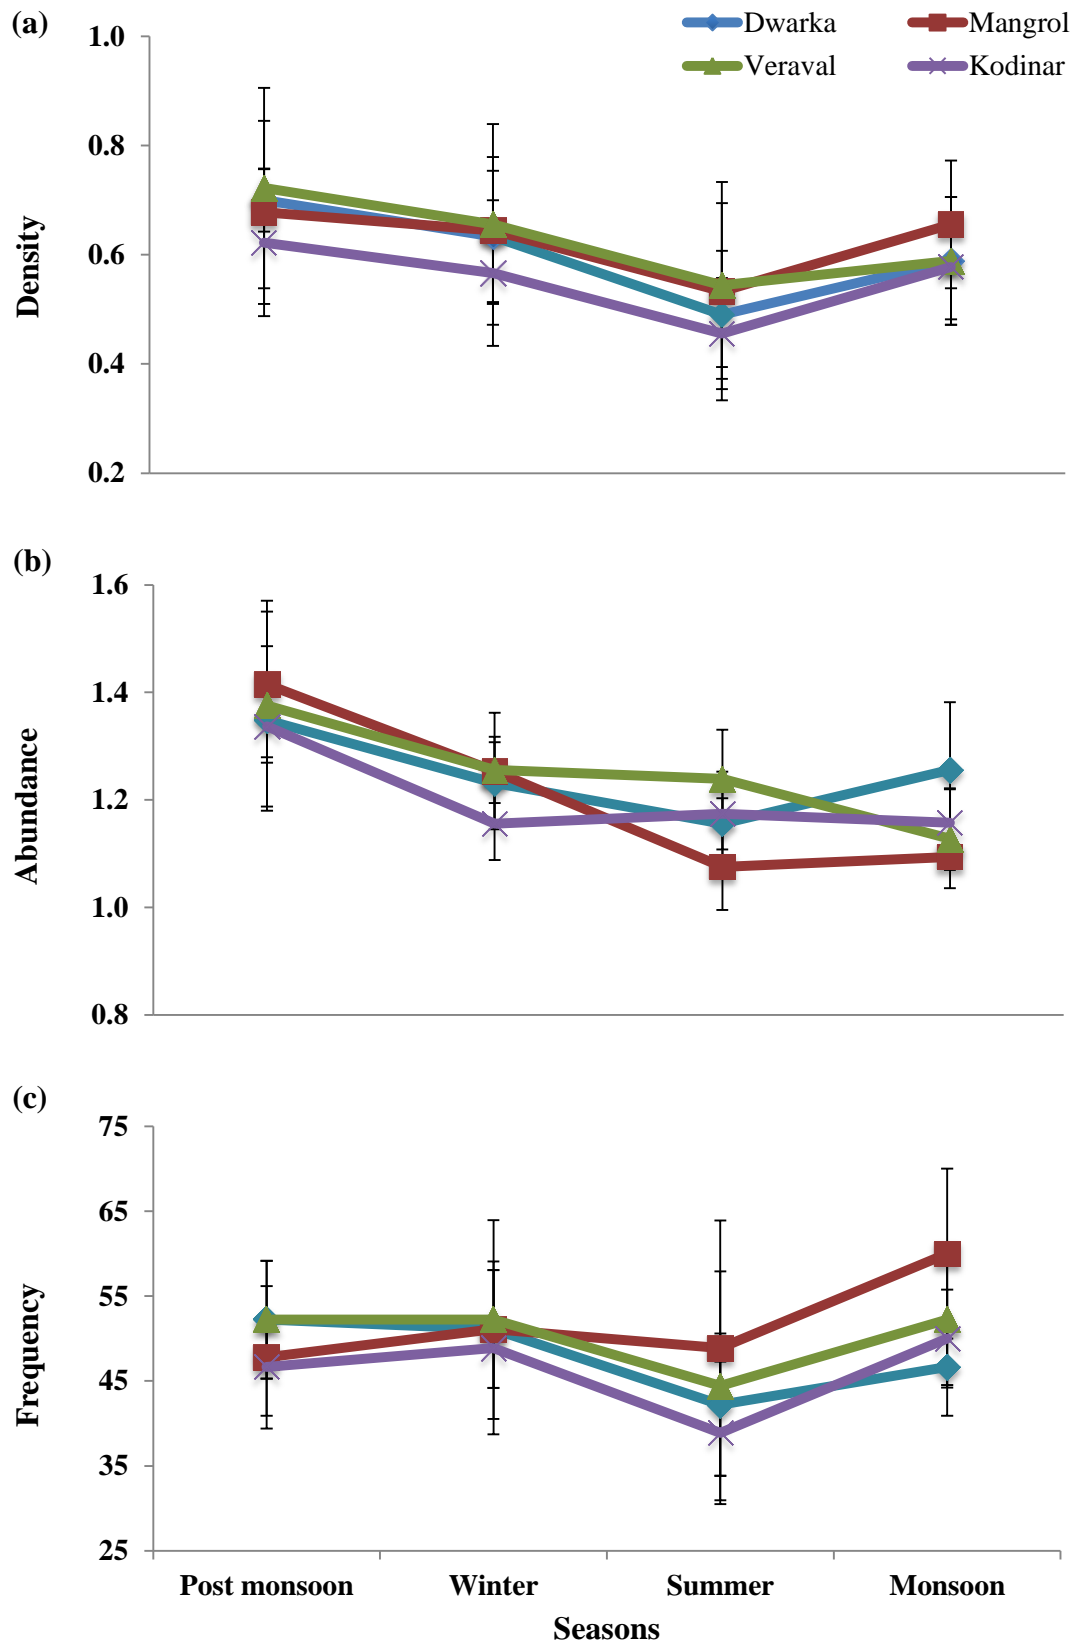 (a)
Dwarka Mangrol
Veraval Kodinar
1.0
0.8
0.6
0.4
0.2
Density
(b)
1.6
1.4
1.2
1.0
0.8
Abundance
(c)
75
65
55
45
35
25
Frequency
Post monsoon Winter Summer Monsoon
Seasons